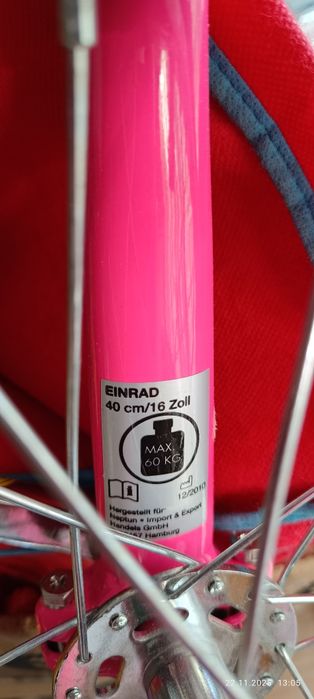 EINRAD
40 cm/16 Zoll
MAX.
60 KG
12/2010
Hergestellt für:
Neptun • Import & Export
Handels GmbH
Hamburg
22.11.2025 13:05